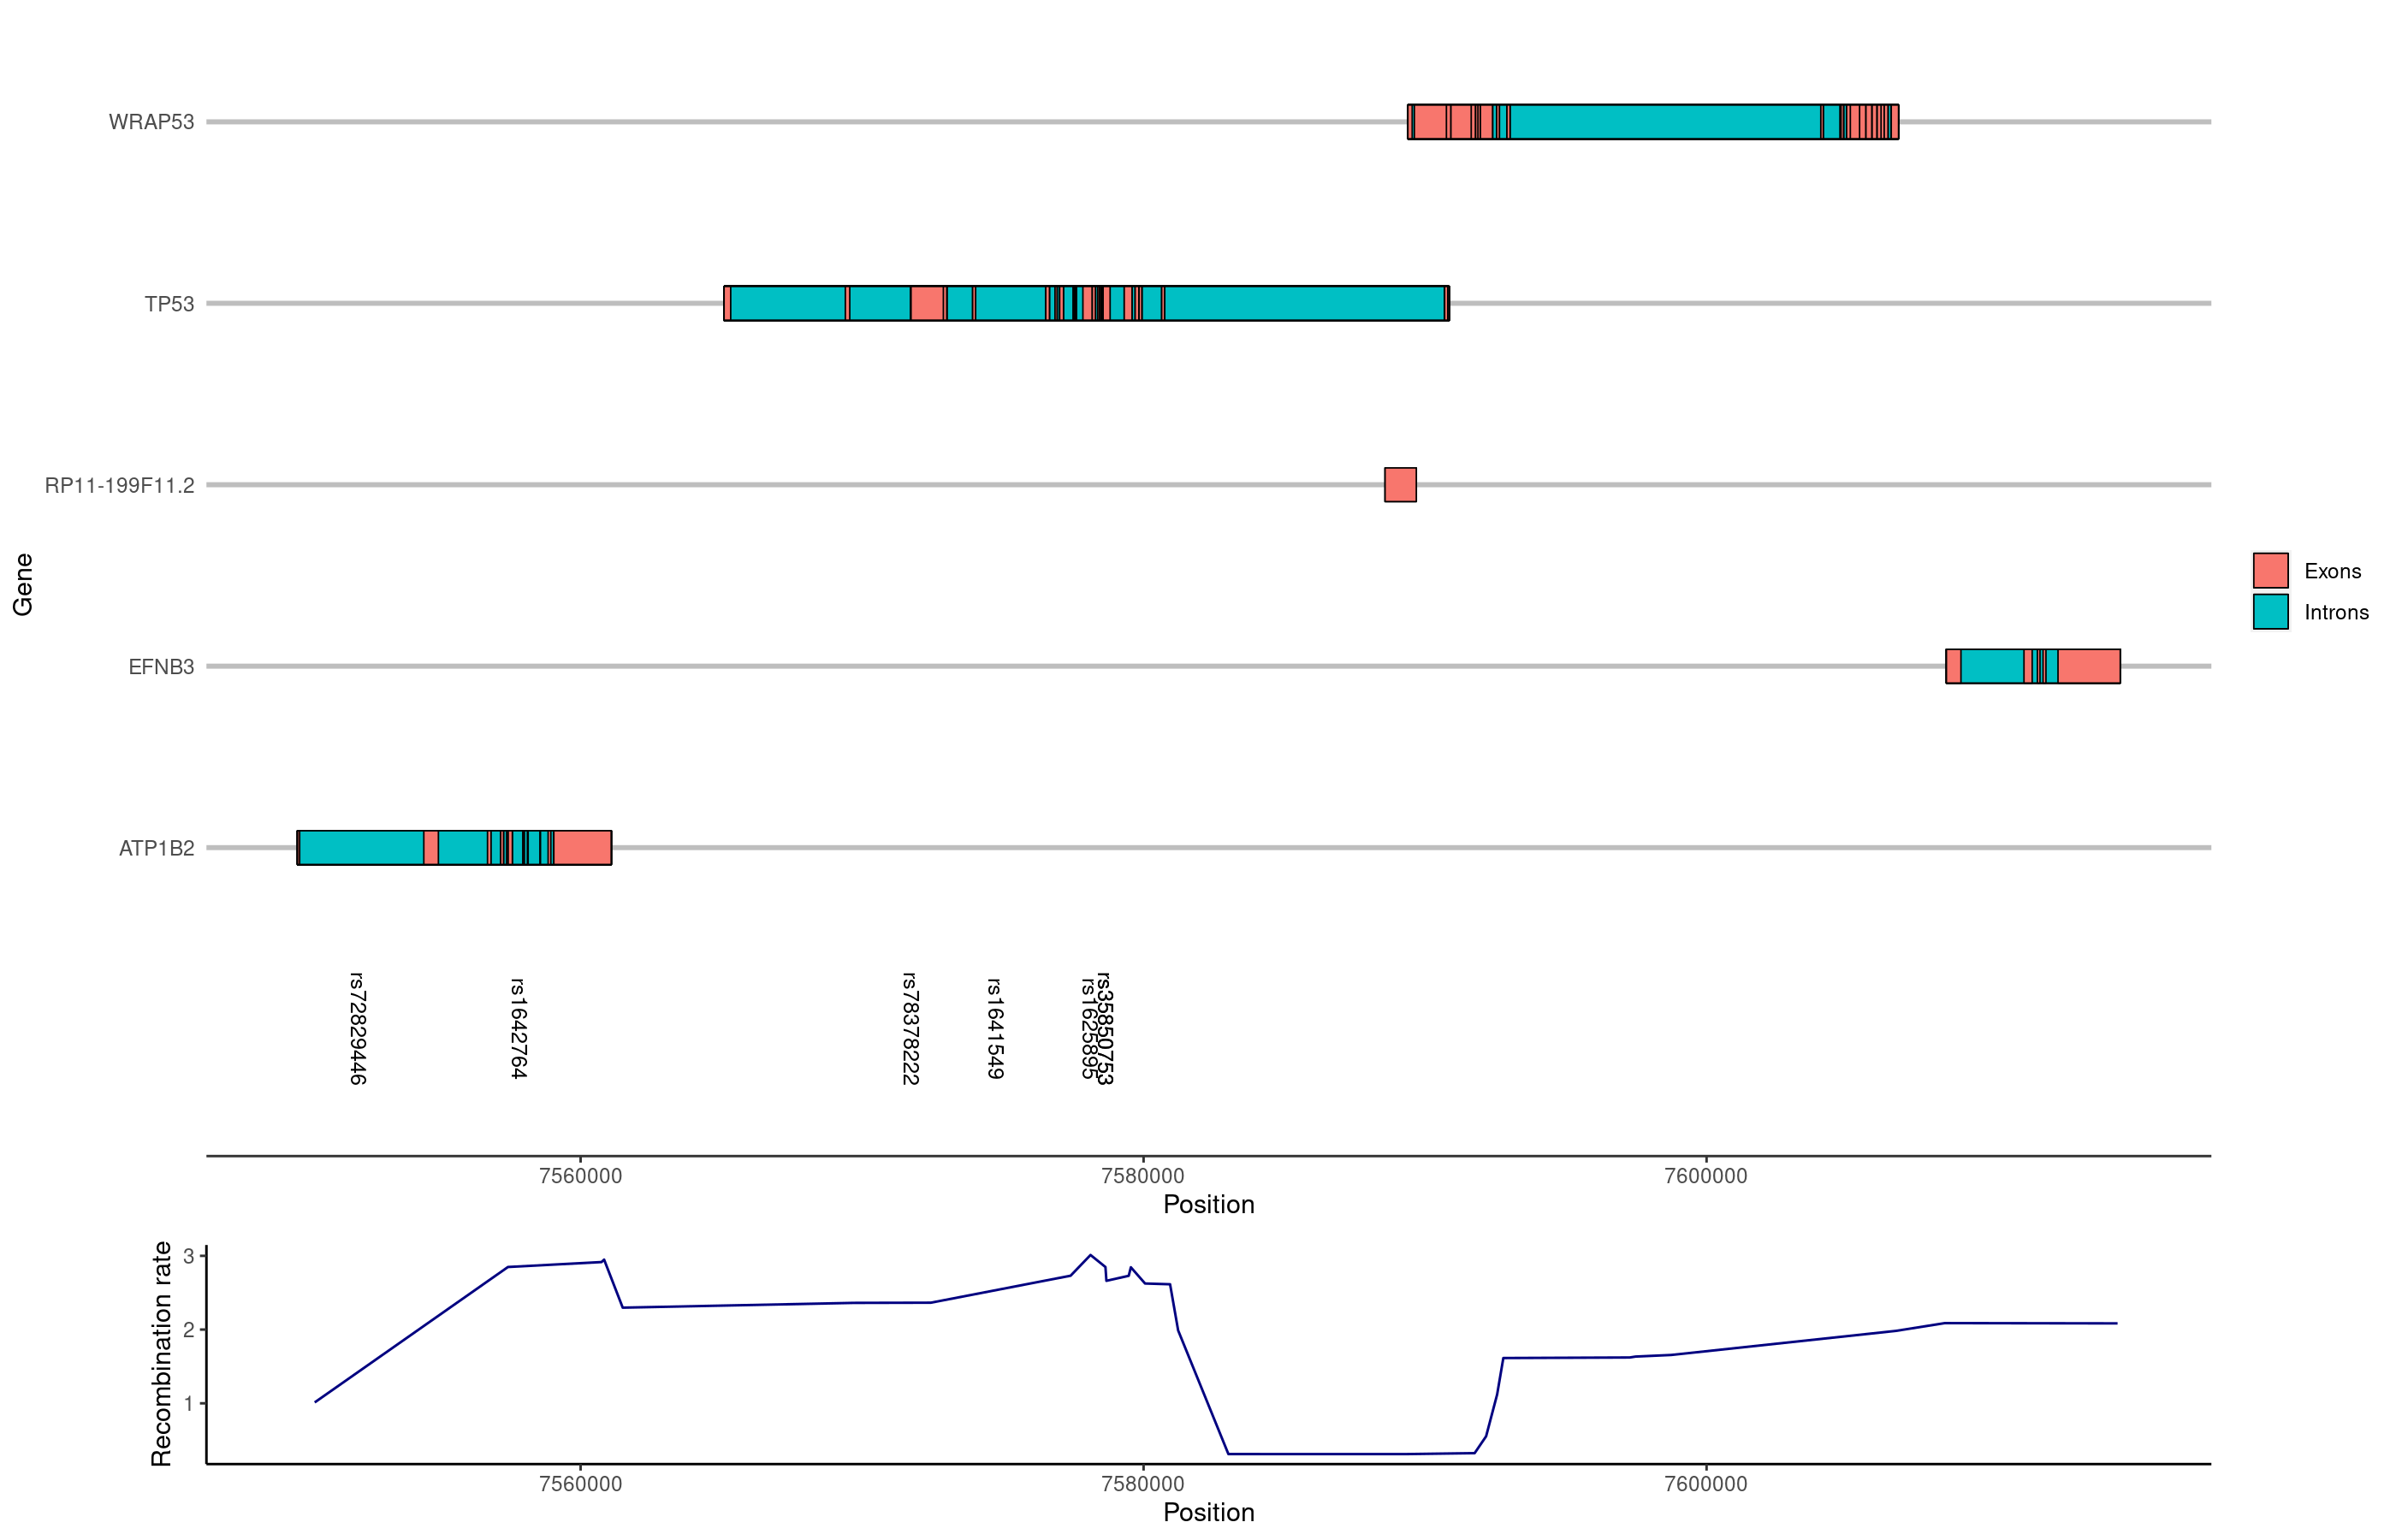 WRAP53
TP53
RP11-199F11.2
Gene
Exons
Introns
EFNB3
ATP1B2
rs72829446
rs1642764
rs78378222
rs1641549
rs1625895
rs35850753
7560000
7580000
7600000
Position
Recombination rate
3
2
1
7560000
7580000
7600000
Position